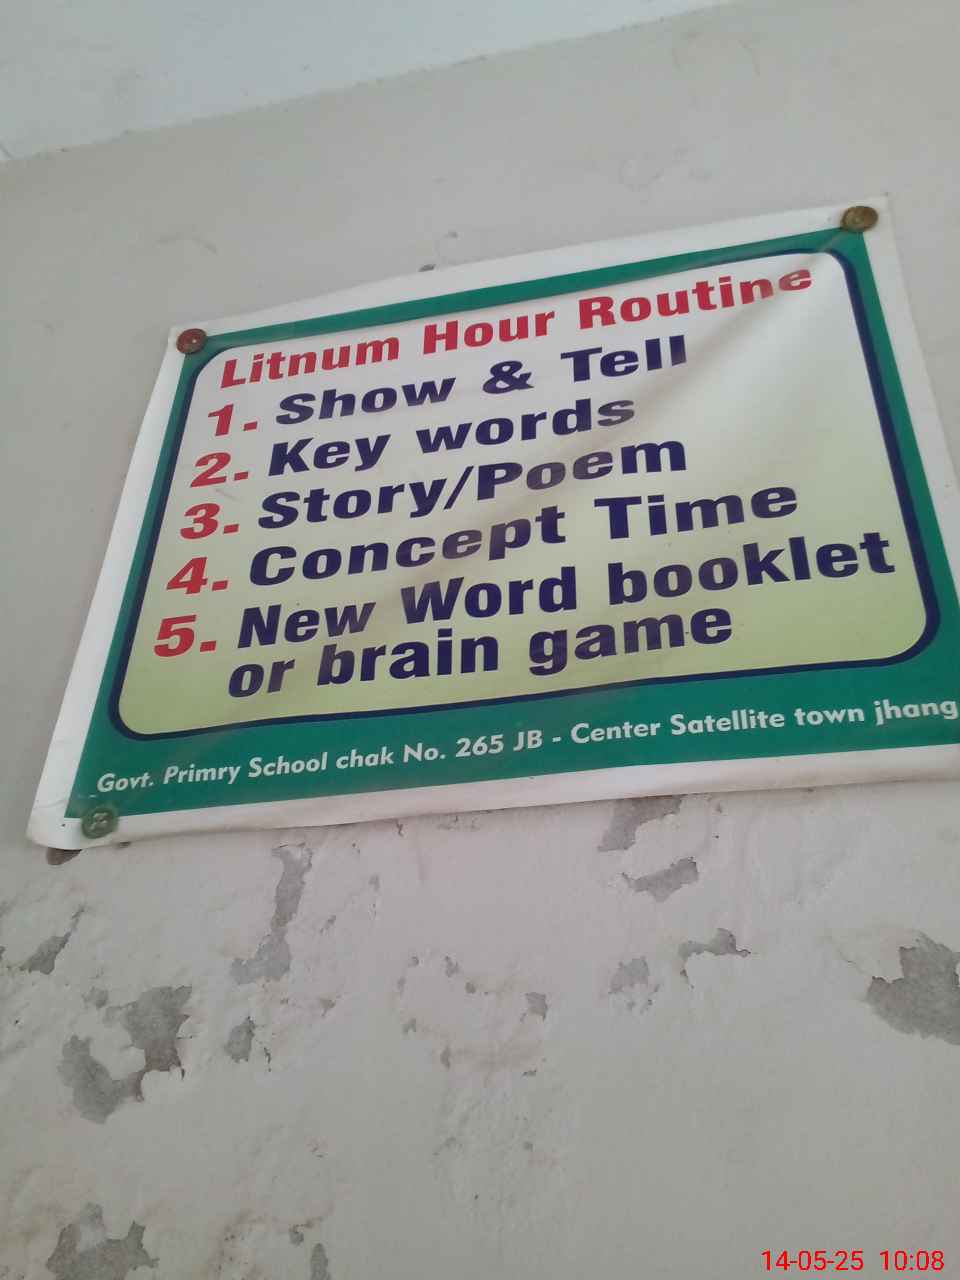 Litnum Hour Routine
1. Show & Tell
2. Key words
3. Story/Poem
4. Concept Time
5. New Word booklet
or brain game
Govt. Primry School chak No. 265 JB - Center Satellite town jhang
14-05-25 10:08